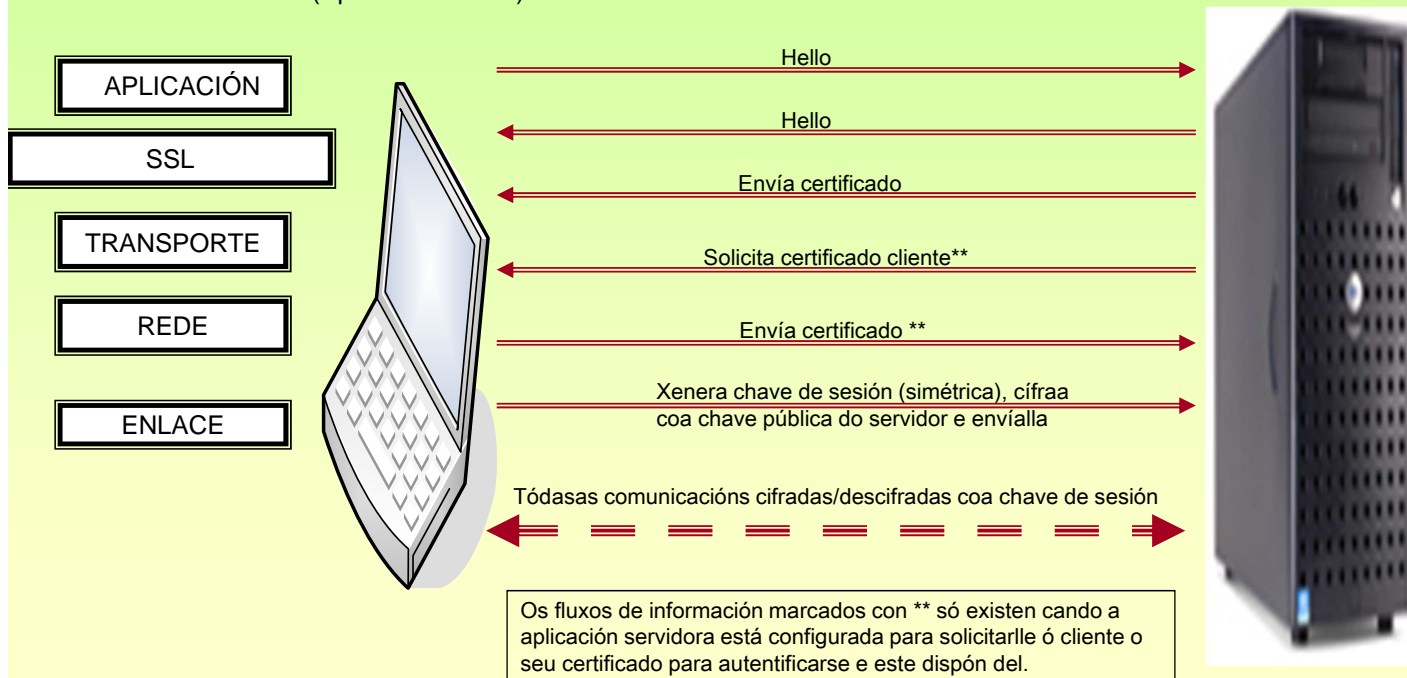 APLICACIÓN
SSL
TRANSPORTE
REDE
ENLACE
Hello
Hello
Envía certificado
Solicita certificado cliente**
Envía certificado **
Xenera chave de sesión (simétrica), cífraa
coa chave pública do servidor e envíalla
Tódasas comunicacións cifradas/descifradas coa chave de sesión
Os fluxos de información marcados con ** só existen cando a
aplicación servidora está configurada para solicitarlle ó cliente o
seu certificado para autentificarse e este dispón del.